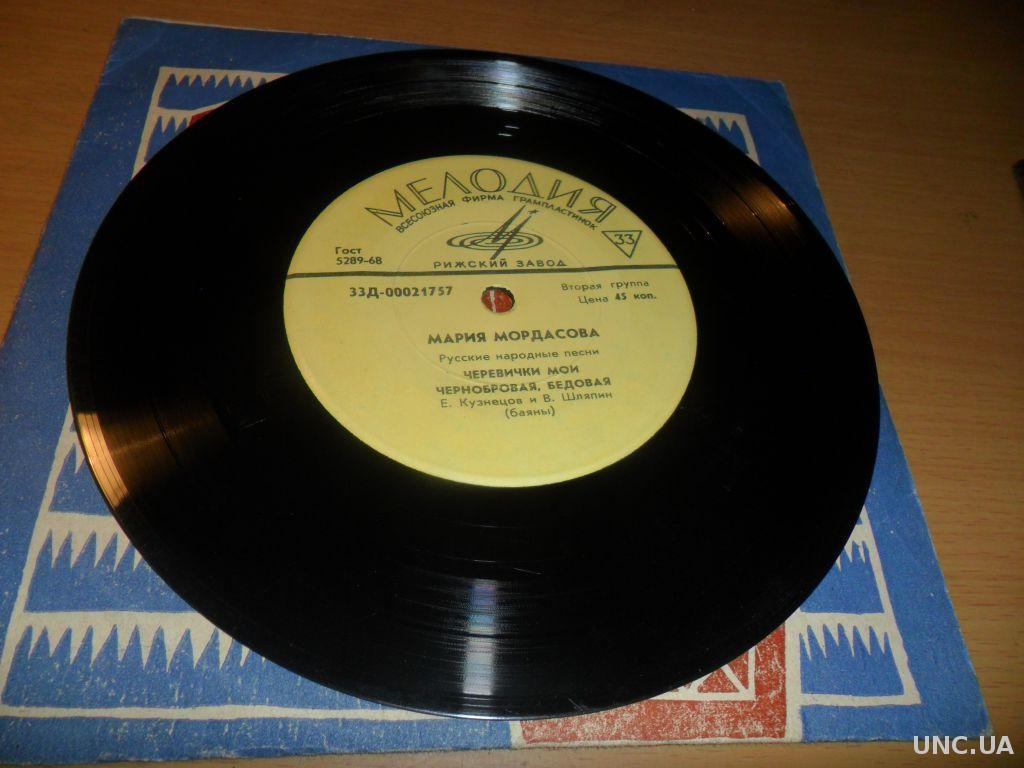 МЕЛОДИЯ
ВСЕСОЮЗНАЯ ФИРМА ГРАМПЛАСТИНОК
33
Гост
5289-68
РИЖСКИЙ ЗАВОД
33Д-00021757
Вторая группа
Цена 45 коп.
МАРИЯ МОРДАСОВА
Русские народные песни
ЧЕРЕВИЧКИ МОИ
ЧЕРНОБРОВАЯ, БЕДОВАЯ
Е. Кузнецов и В. Шляпин
(баяны)
UNC.UA